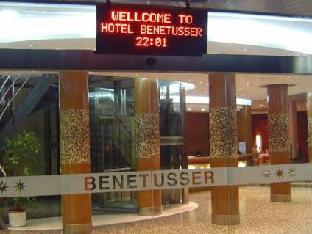 WELLCOME TO
HOTEL BENETUSSER
22:01
BENETUSSER